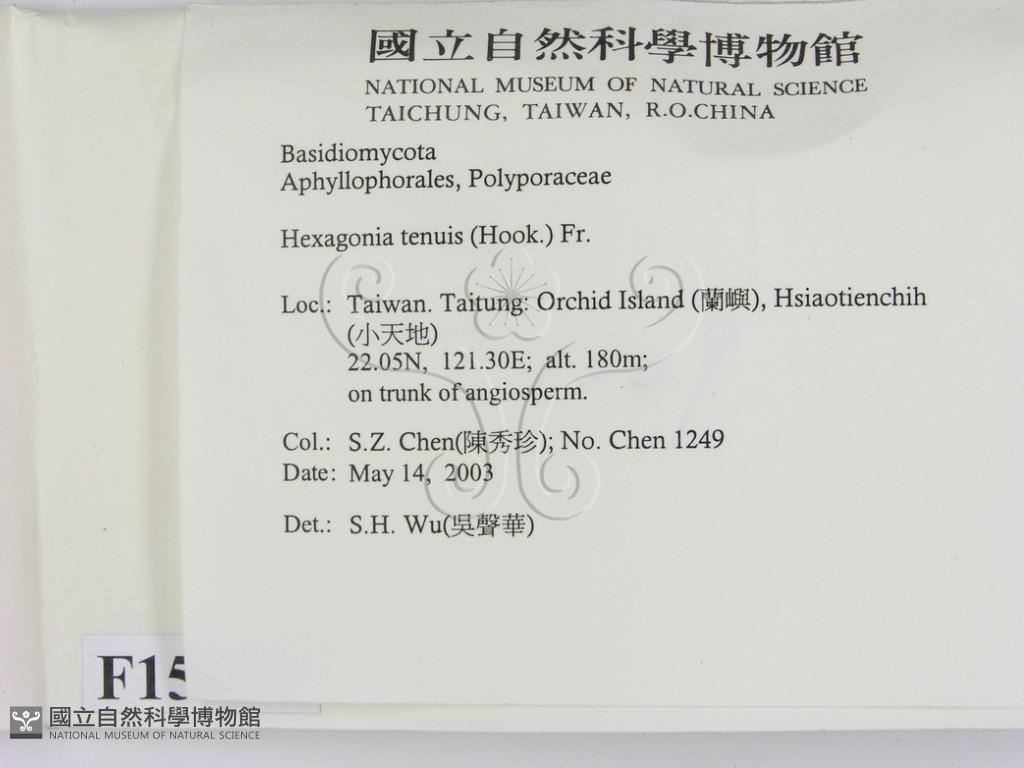 國立自然科學博物館
NATIONAL MUSEUM OF NATURAL SCIENCE
TAICHUNG, TAIWAN, R.O.CHINA
Basidiomycota
Aphyllophorales, Polyporaceae
Hexagonia tenuis (Hook.) Fr.
Loc.: Taiwan. Taitung: Orchid Island (蘭嶼), Hsiaotienchih
(小天地)
22.05N, 121.30E; alt. 180m;
on trunk of angiosperm.
Col.: S.Z. Chen(陳秀珍); No. Chen 1249
Date: May 14, 2003
Det.: S.H. Wu(吳聲華)
F15
國立自然科學博物館
NATIONAL MUSEUM OF NATURAL SCIENCE